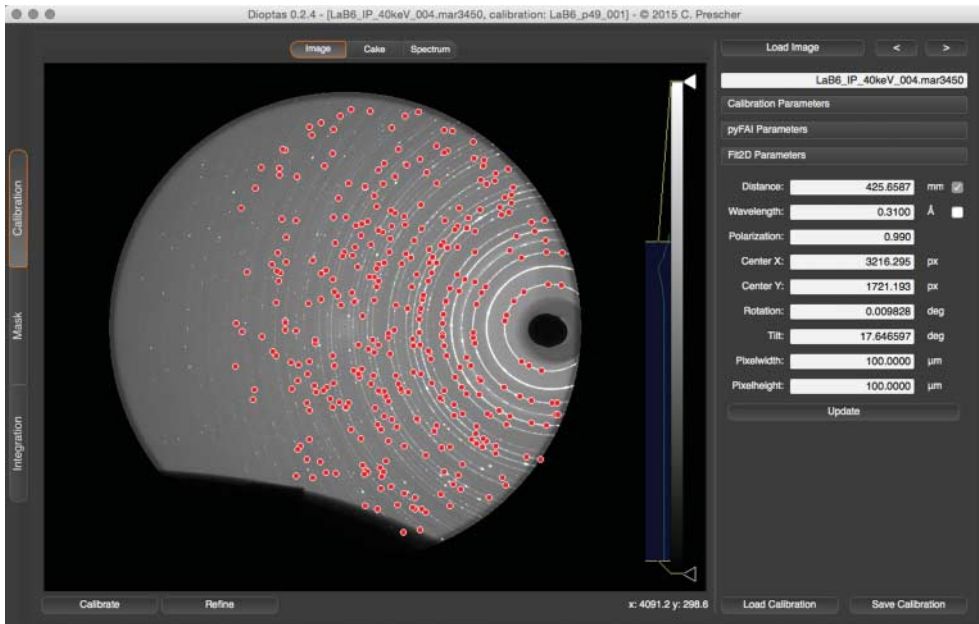 Dioptas 0.2.4 - [LaB6_IP_40keV_004.mar3450, calibration: LaB6_p49_001] - © 2015 C. Prescher
Image Cake Spectrum
Load Image < >
LaB6_IP_40keV_004.mar3450
Calibration Parameters
pyFAI Parameters
Fit2D Parameters
Distance: 425.6587 mm
Wavelength: 0.3100 Å
Polarization: 0.990
Center X: 3216.295 px
Center Y: 1721.193 px
Rotation: 0.009828 deg
Tilt: 17.646597 deg
Pixelwidth: 100.0000 µm
Pixelheight: 100.0000 µm
Update
Calibration
Mask
Integration
Calibrate Refine x: 4091.2 y: 298.6 Load Calibration Save Calibration